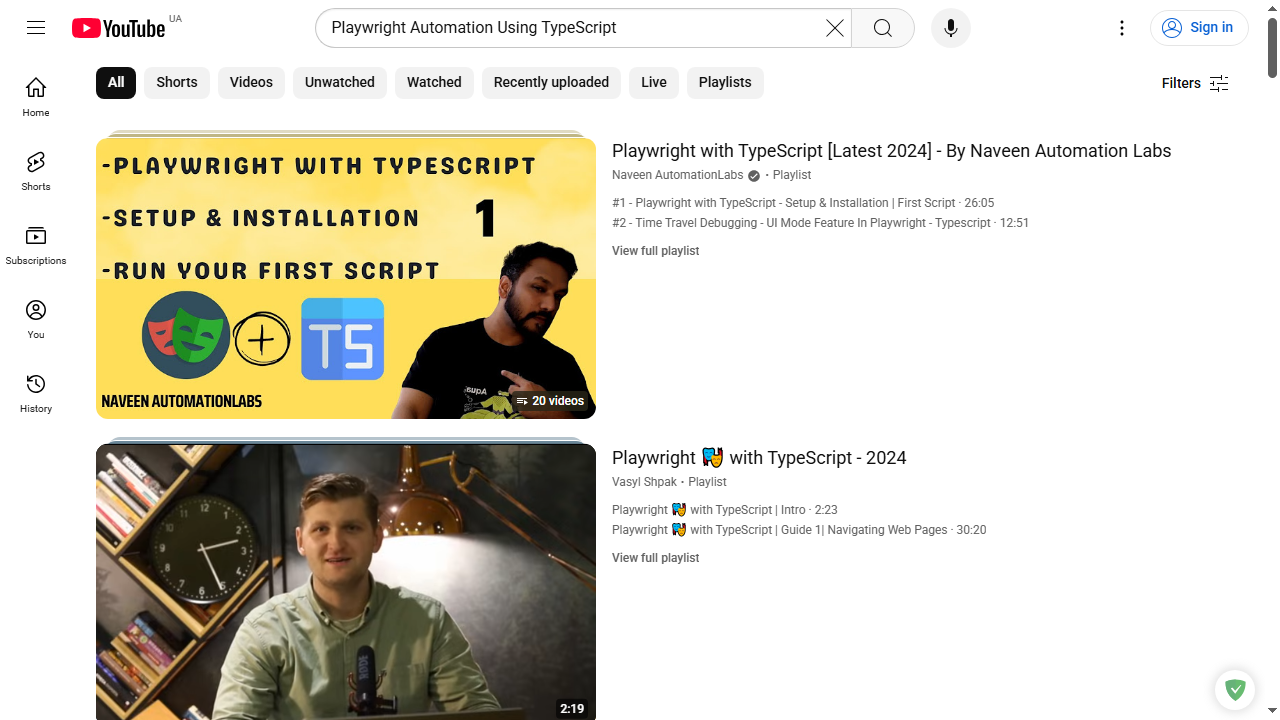 YouTube UA
Playwright Automation Using TypeScript
Sign in
All Shorts Videos Unwatched Watched Recently uploaded Live Playlists
Filters
Home
Shorts
Subscriptions
You
History
-PLAYWRIGHT WITH TYPESCRIPT
-SETUP & INSTALLATION
1
-RUN YOUR FIRST SCRIPT
TS
NAVEEN AUTOMATIONLABS
20 videos
Playwright with TypeScript [Latest 2024] - By Naveen Automation Labs
Naveen AutomationLabs • Playlist
#1 - Playwright with TypeScript - Setup & Installation | First Script · 26:05
#2 - Time Travel Debugging - UI Mode Feature In Playwright - Typescript · 12:51
View full playlist
RØDE
2:19
Playwright 🎭 with TypeScript - 2024
Vasyl Shpak • Playlist
Playwright 🎭 with TypeScript | Intro · 2:23
Playwright 🎭 with TypeScript | Guide 1| Navigating Web Pages · 30:20
View full playlist